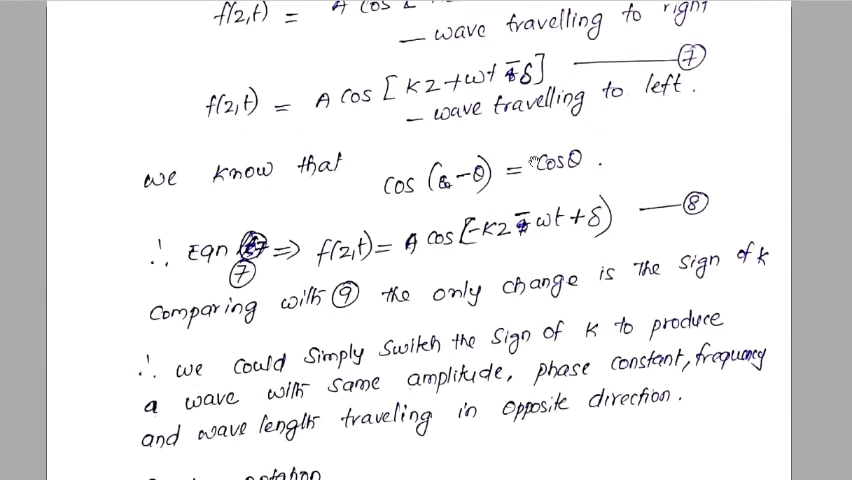 f(z,t) = A cos
— wave travelling to right
f(z,t) = A cos [kz+ωt-δ] — ⑦
— wave travelling to left.
we know that cos (-θ) = cosθ.
∴ Eqn ⑦ ⇒ f(z,t) = A cos [-kz-ωt+δ) — ⑧
Comparing with ⑨ the only change is the sign of k
∴ we could simply switch the sign of k to produce
a wave with same amplitude, phase constant, frequency
and wave length traveling in opposite direction.
notation